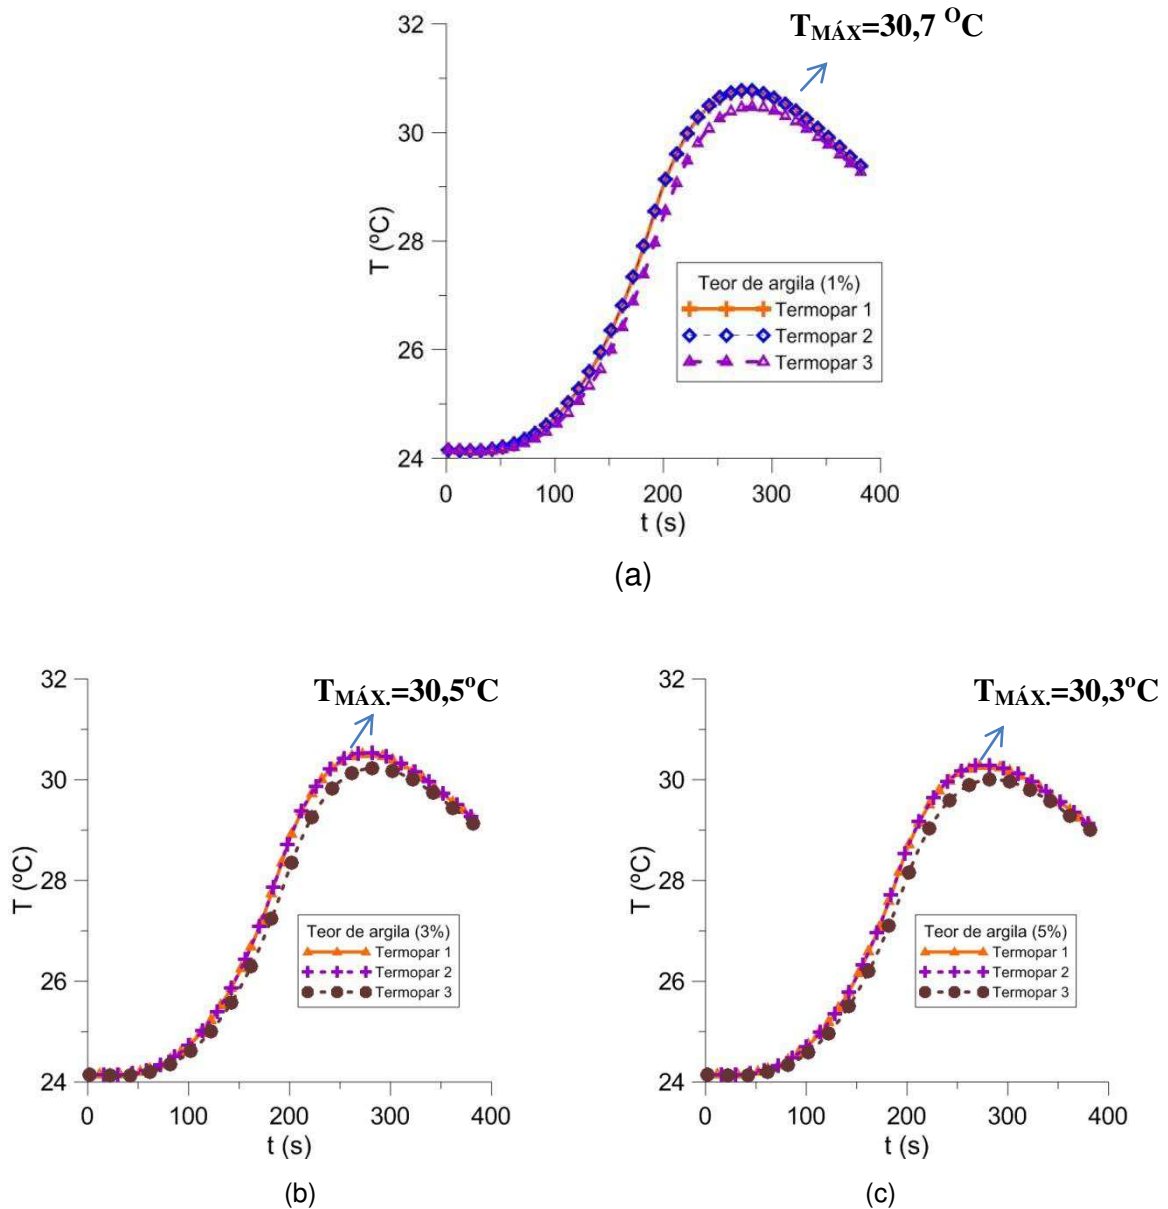 T_MÁX=30,7 ºC
32
30
28
26
24
T (ºC)
Teor de argila (1%)
Termopar 1
Termopar 2
Termopar 3
0 100 200 300 400
t (s)
(a)
T_MÁX.=30,5ºC
32
30
28
26
24
T (ºC)
Teor de argila (3%)
Termopar 1
Termopar 2
Termopar 3
0 100 200 300 400
t (s)
(b)
T_MÁX.=30,3ºC
32
30
28
26
24
T (ºC)
Teor de argila (5%)
Termopar 1
Termopar 2
Termopar 3
0 100 200 300 400
t (s)
(c)